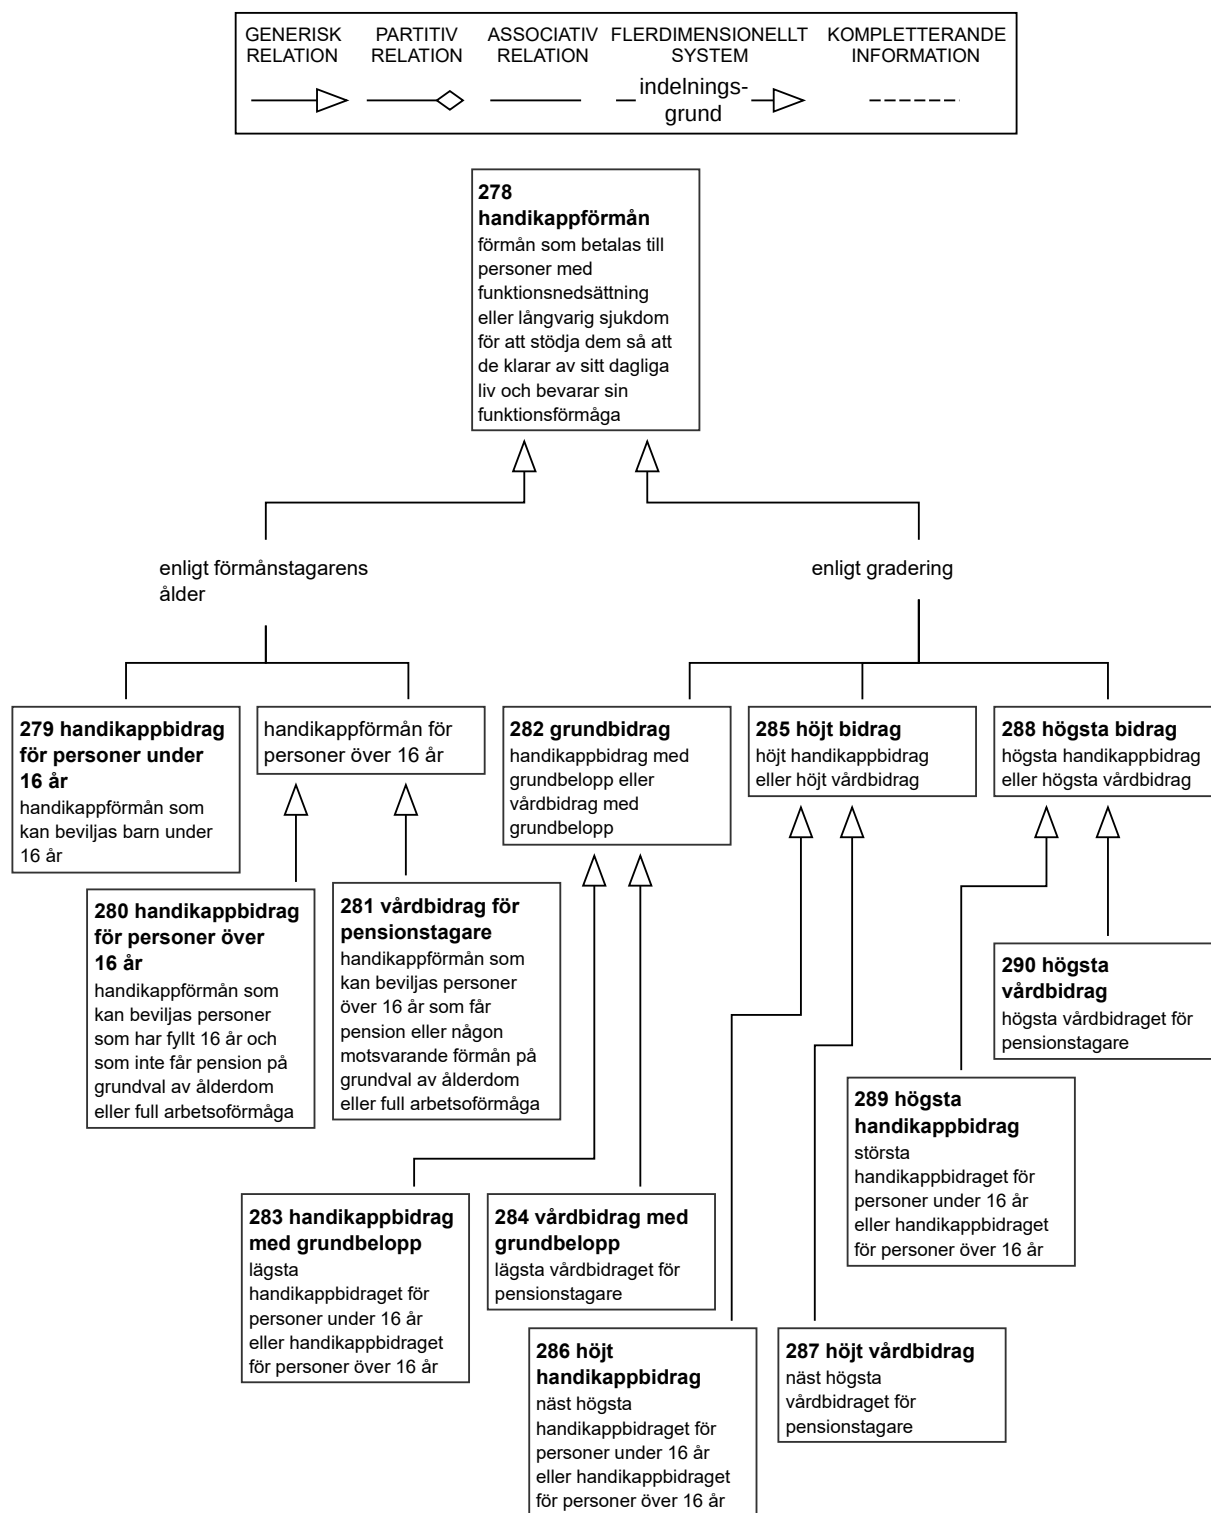 GENERISK
RELATION
PARTITIV
RELATION
ASSOCIATIV
RELATION
FLERDIMENSIONELLT
SYSTEM
indelnings-
grund
KOMPLETTERANDE
INFORMATION
278
handikappförmån
förmån som betalas till
personer med
funktionsnedsättning
eller långvarig sjukdom
för att stödja dem så att
de klarar av sitt dagliga
liv och bevarar sin
funktionsförmåga
enligt förmånstagarens
ålder
enligt gradering
279 handikappbidrag
för personer under
16 år
handikappförmån som
kan beviljas barn under
16 år
handikappförmån för
personer över 16 år
282 grundbidrag
handikappbidrag med
grundbelopp eller
vårdbidrag med
grundbelopp
285 höjt bidrag
höjt handikappbidrag
eller höjt vårdbidrag
288 högsta bidrag
högsta handikappbidrag
eller högsta vårdbidrag
280 handikappbidrag
för personer över
16 år
handikappförmån som
kan beviljas personer
som har fyllt 16 år och
som inte får pension på
grundval av ålderdom
eller full arbetsoförmåga
281 vårdbidrag för
pensionstagare
handikappförmån som
kan beviljas personer
över 16 år som får
pension eller någon
motsvarande förmån på
grundval av ålderdom
eller full arbetsoförmåga
290 högsta
vårdbidrag
högsta vårdbidraget för
pensionstagare
289 högsta
handikappbidrag
största
handikappbidraget för
personer under 16 år
eller handikappbidraget
för personer över 16 år
283 handikappbidrag
med grundbelopp
lägsta
handikappbidraget för
personer under 16 år
eller handikappbidraget
för personer över 16 år
284 vårdbidrag med
grundbelopp
lägsta vårdbidraget för
pensionstagare
286 höjt
handikappbidrag
näst högsta
handikappbidraget för
personer under 16 år
eller handikappbidraget
för personer över 16 år
287 höjt vårdbidrag
näst högsta
vårdbidraget för
pensionstagare